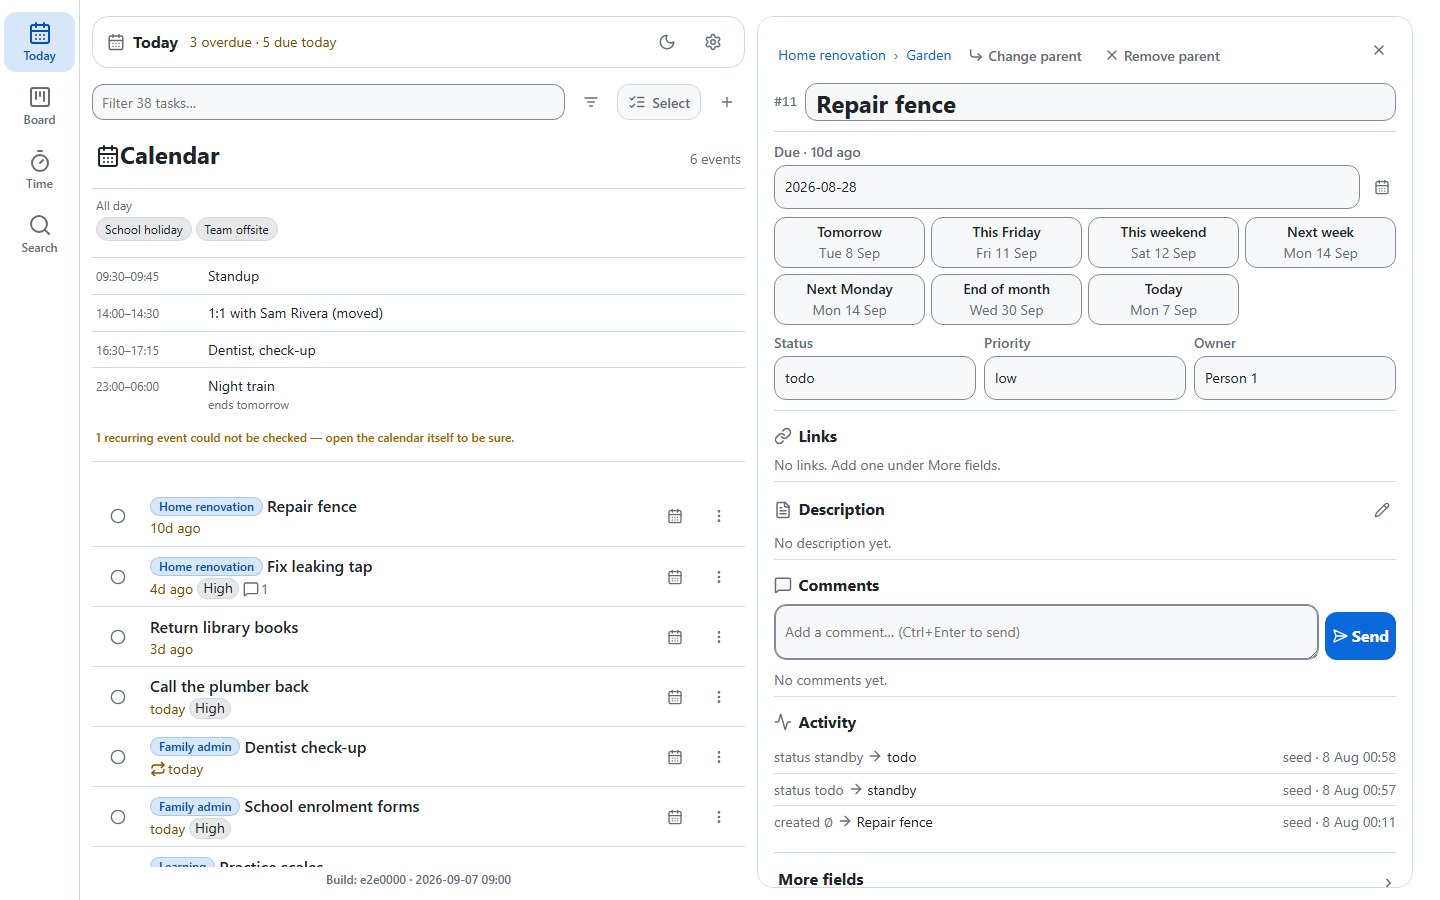 Today
Board
Time
Search
Today 3 overdue · 5 due today
Filter 38 tasks...
Select
Calendar
6 events
All day
School holiday Team offsite
09:30–09:45 Standup
14:00–14:30 1:1 with Sam Rivera (moved)
16:30–17:15 Dentist, check-up
23:00–06:00 Night train
ends tomorrow
1 recurring event could not be checked — open the calendar itself to be sure.
Home renovation Repair fence
10d ago
Home renovation Fix leaking tap
4d ago High 1
Return library books
3d ago
Call the plumber back
today High
Family admin Dentist check-up
today
Family admin School enrolment forms
today High
Learning Practice scales
Build: e2e0000 · 2026-09-07 09:00
Home renovation › Garden Change parent Remove parent
#11 Repair fence
Due · 10d ago
2026-08-28
Tomorrow This Friday This weekend Next week
Tue 8 Sep Fri 11 Sep Sat 12 Sep Mon 14 Sep
Next Monday End of month Today
Mon 14 Sep Wed 30 Sep Mon 7 Sep
Status Priority Owner
todo low Person 1
Links
No links. Add one under More fields.
Description
No description yet.
Comments
Add a comment... (Ctrl+Enter to send)
Send
No comments yet.
Activity
status standby → todo seed · 8 Aug 00:58
status todo → standby seed · 8 Aug 00:57
created ∅ → Repair fence seed · 8 Aug 00:11
More fields